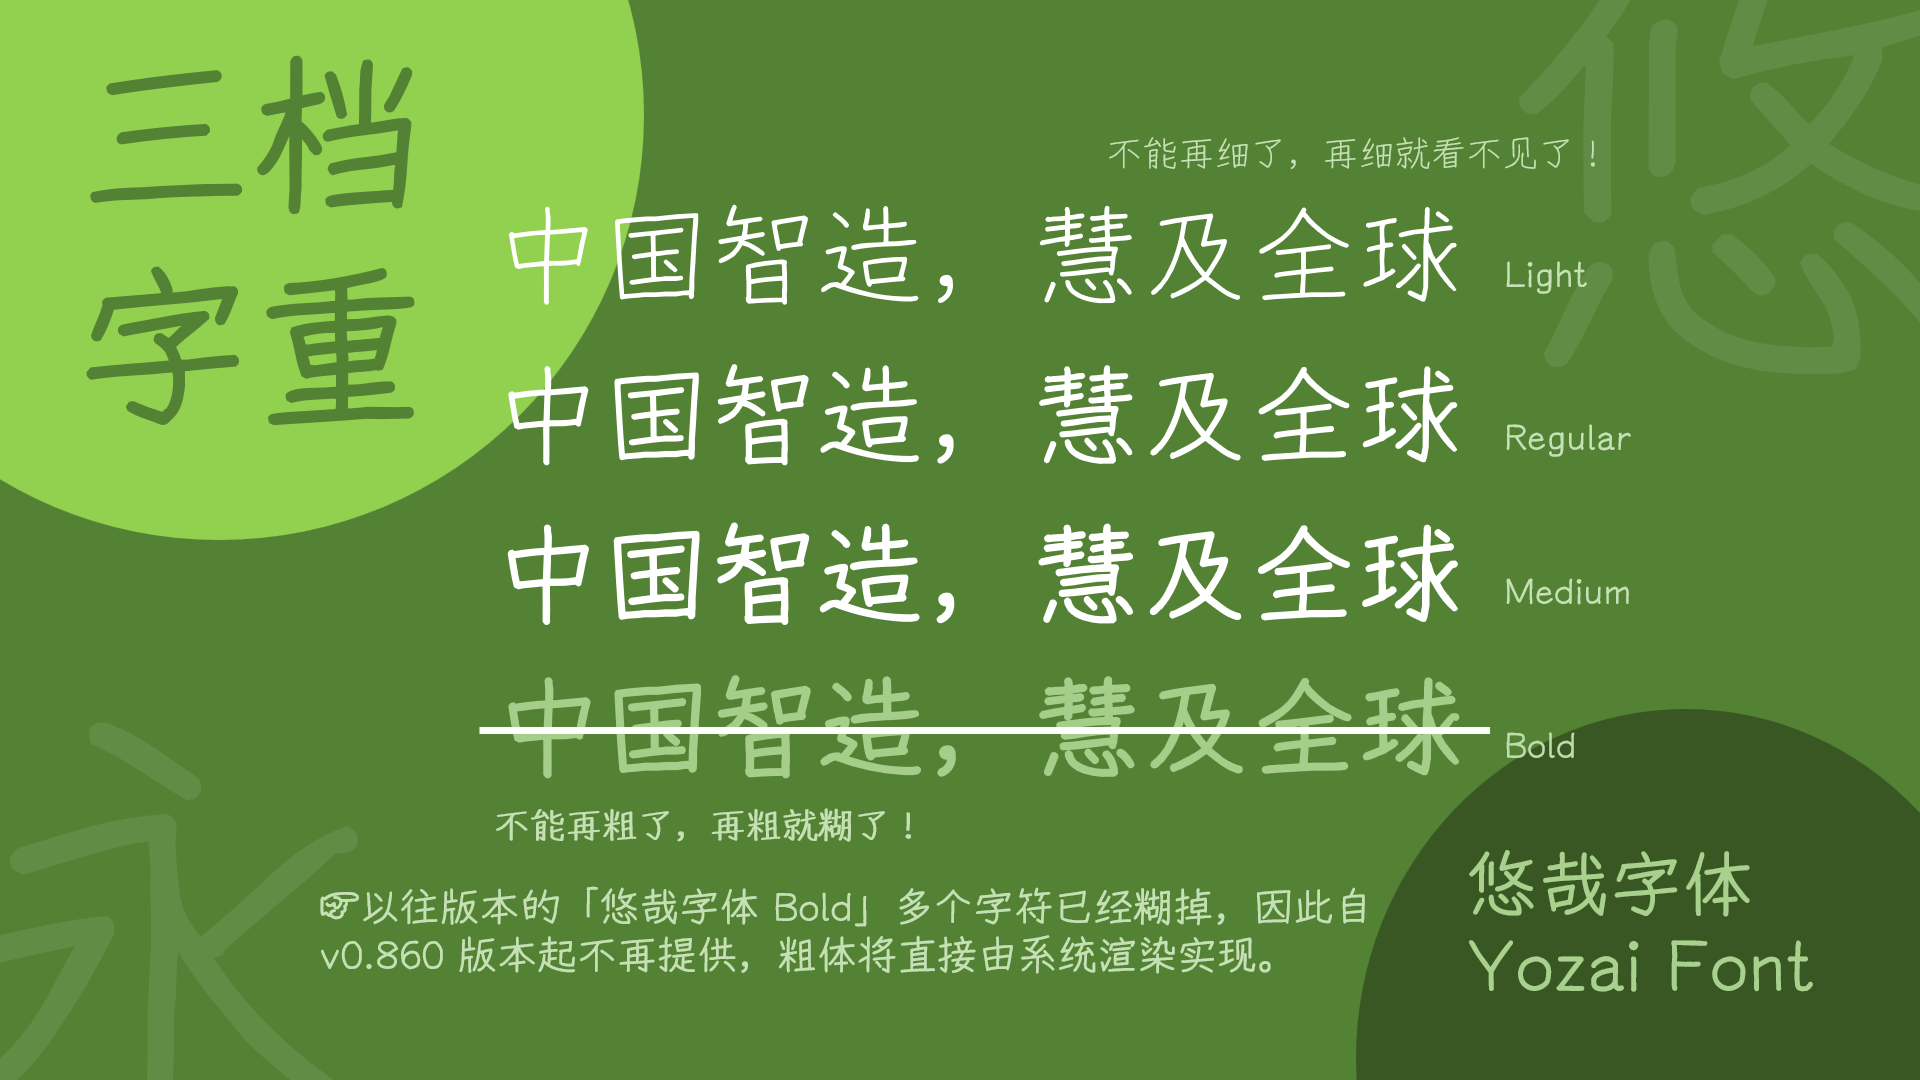 三档
字重
不能再细了，再细就看不见了！
中国智造，慧及全球 Light
中国智造，慧及全球 Regular
中国智造，慧及全球 Medium
中国智造，慧及全球 Bold
不能再粗了，再粗就糊了！
☞以往版本的「悠哉字体 Bold」多个字符已经糊掉，因此自
v0.860 版本起不再提供，粗体将直接由系统渲染实现。
悠哉字体
Yozai Font
悠
永